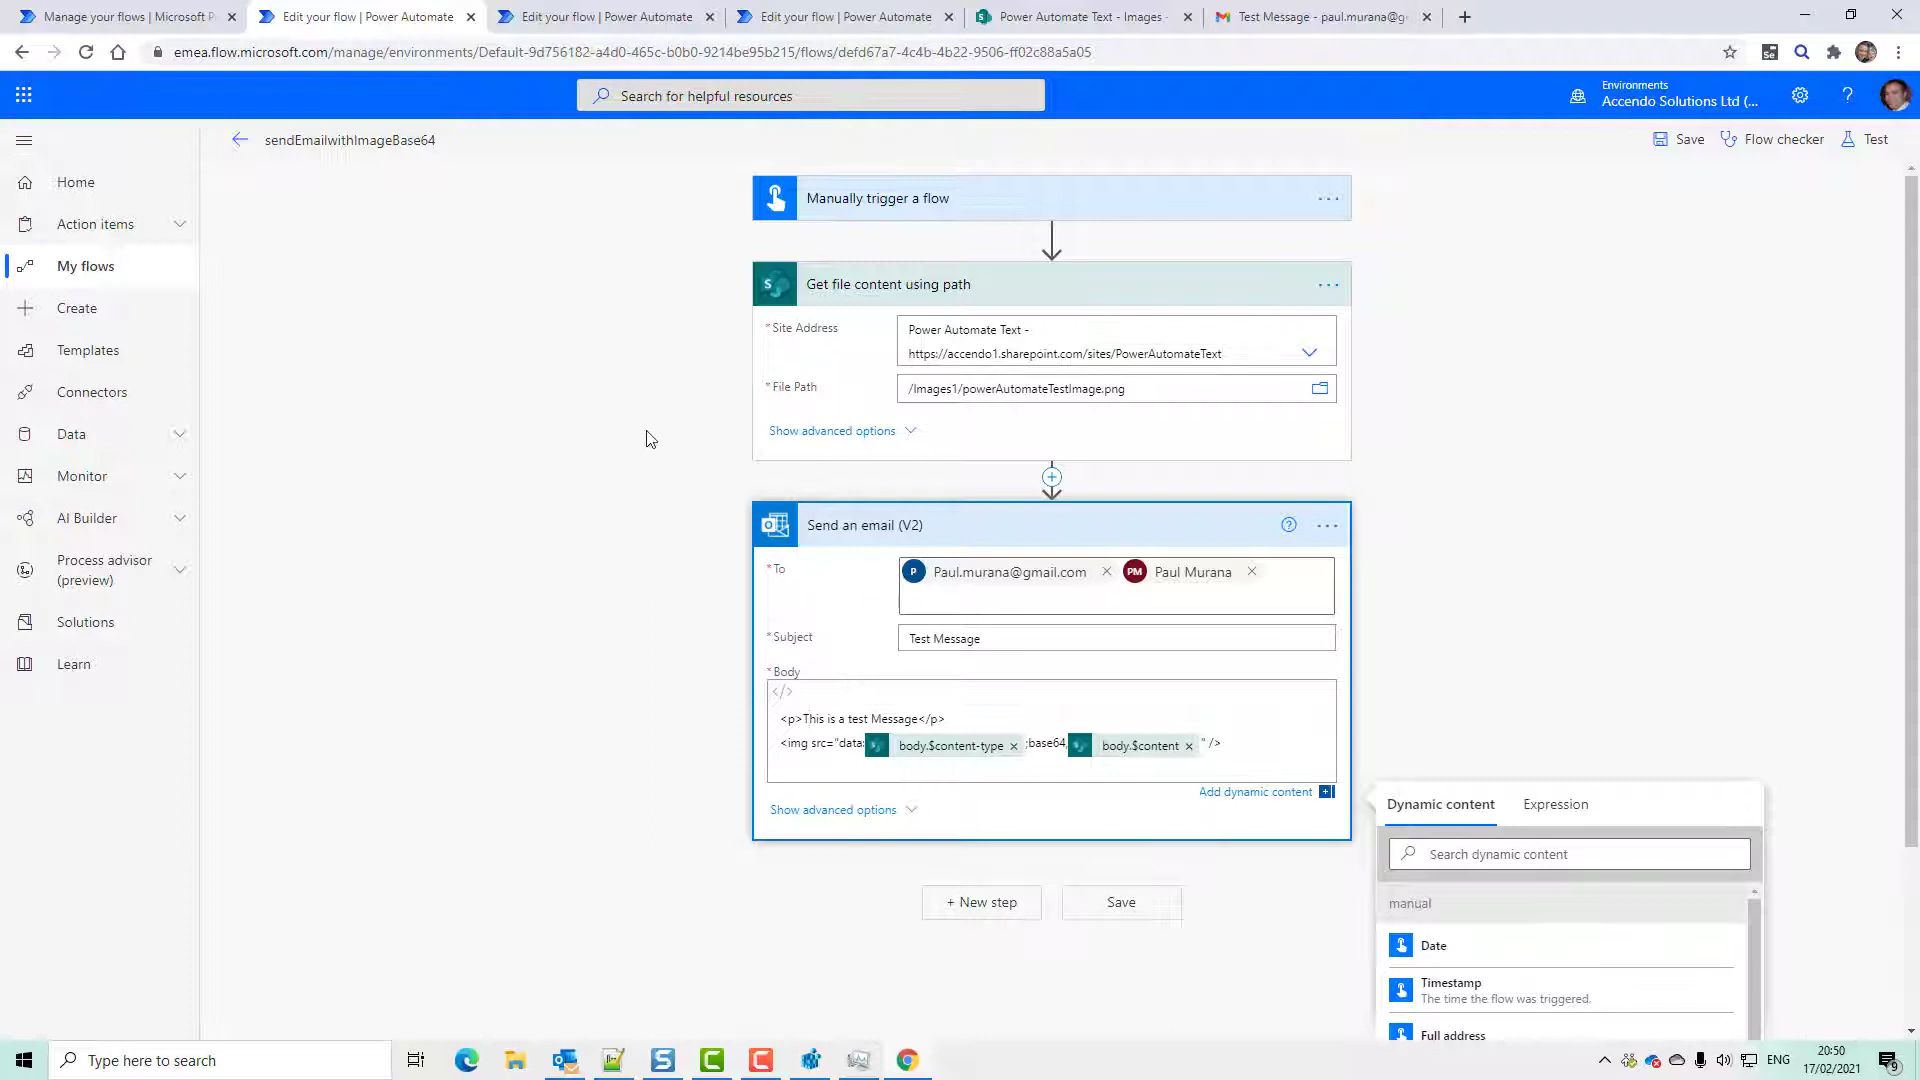 Manage your flows | Microsoft P
Edit your flow | Power Automate
Edit your flow | Power Automate
Edit your flow | Power Automate
Power Automate Text - Images -
Test Message - paul.murana@g
emea.flow.microsoft.com/manage/environments/Default-9d756182-a4d0-465c-b0b0-9214be95b215/flows/defd67a7-4c4b-4b22-9506-ff02c88a5a05
Search for helpful resources
Environments
Accendo Solutions Ltd (...
sendEmailwithImageBase64
Save
Flow checker
Test
Home
Action items
My flows
Create
Templates
Connectors
Data
Monitor
AI Builder
Process advisor
(preview)
Solutions
Learn
Manually trigger a flow
Get file content using path
* Site Address
Power Automate Text -
https://accendo1.sharepoint.com/sites/PowerAutomateText
* File Path
/Images1/powerAutomateTestImage.png
Show advanced options
Send an email (V2)
* To
P Paul.murana@gmail.com
PM Paul Murana
* Subject
Test Message
* Body
</>
<p>This is a test Message</p>
<img src="data: body.$content-type ;base64, body.$content " />
Add dynamic content
Show advanced options
+ New step
Save
Dynamic content
Expression
Search dynamic content
manual
Date
Timestamp
The time the flow was triggered.
Full address
Type here to search
ENG
20:50
17/02/2021